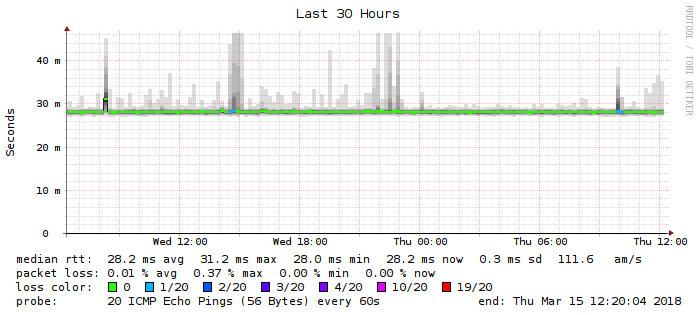 Last 30 Hours
RRDTOOL / TOBI OETIKER
Seconds
40 m
30 m
20 m
10 m
0
Wed 12:00 Wed 18:00 Thu 00:00 Thu 06:00 Thu 12:00
median rtt: 28.2 ms avg 31.2 ms max 28.0 ms min 28.2 ms now 0.3 ms sd 111.6 am/s
packet loss: 0.01 % avg 0.37 % max 0.00 % min 0.00 % now
loss color: 0 1/20 2/20 3/20 4/20 10/20 19/20
probe: 20 ICMP Echo Pings (56 Bytes) every 60s end: Thu Mar 15 12:20:04 2018